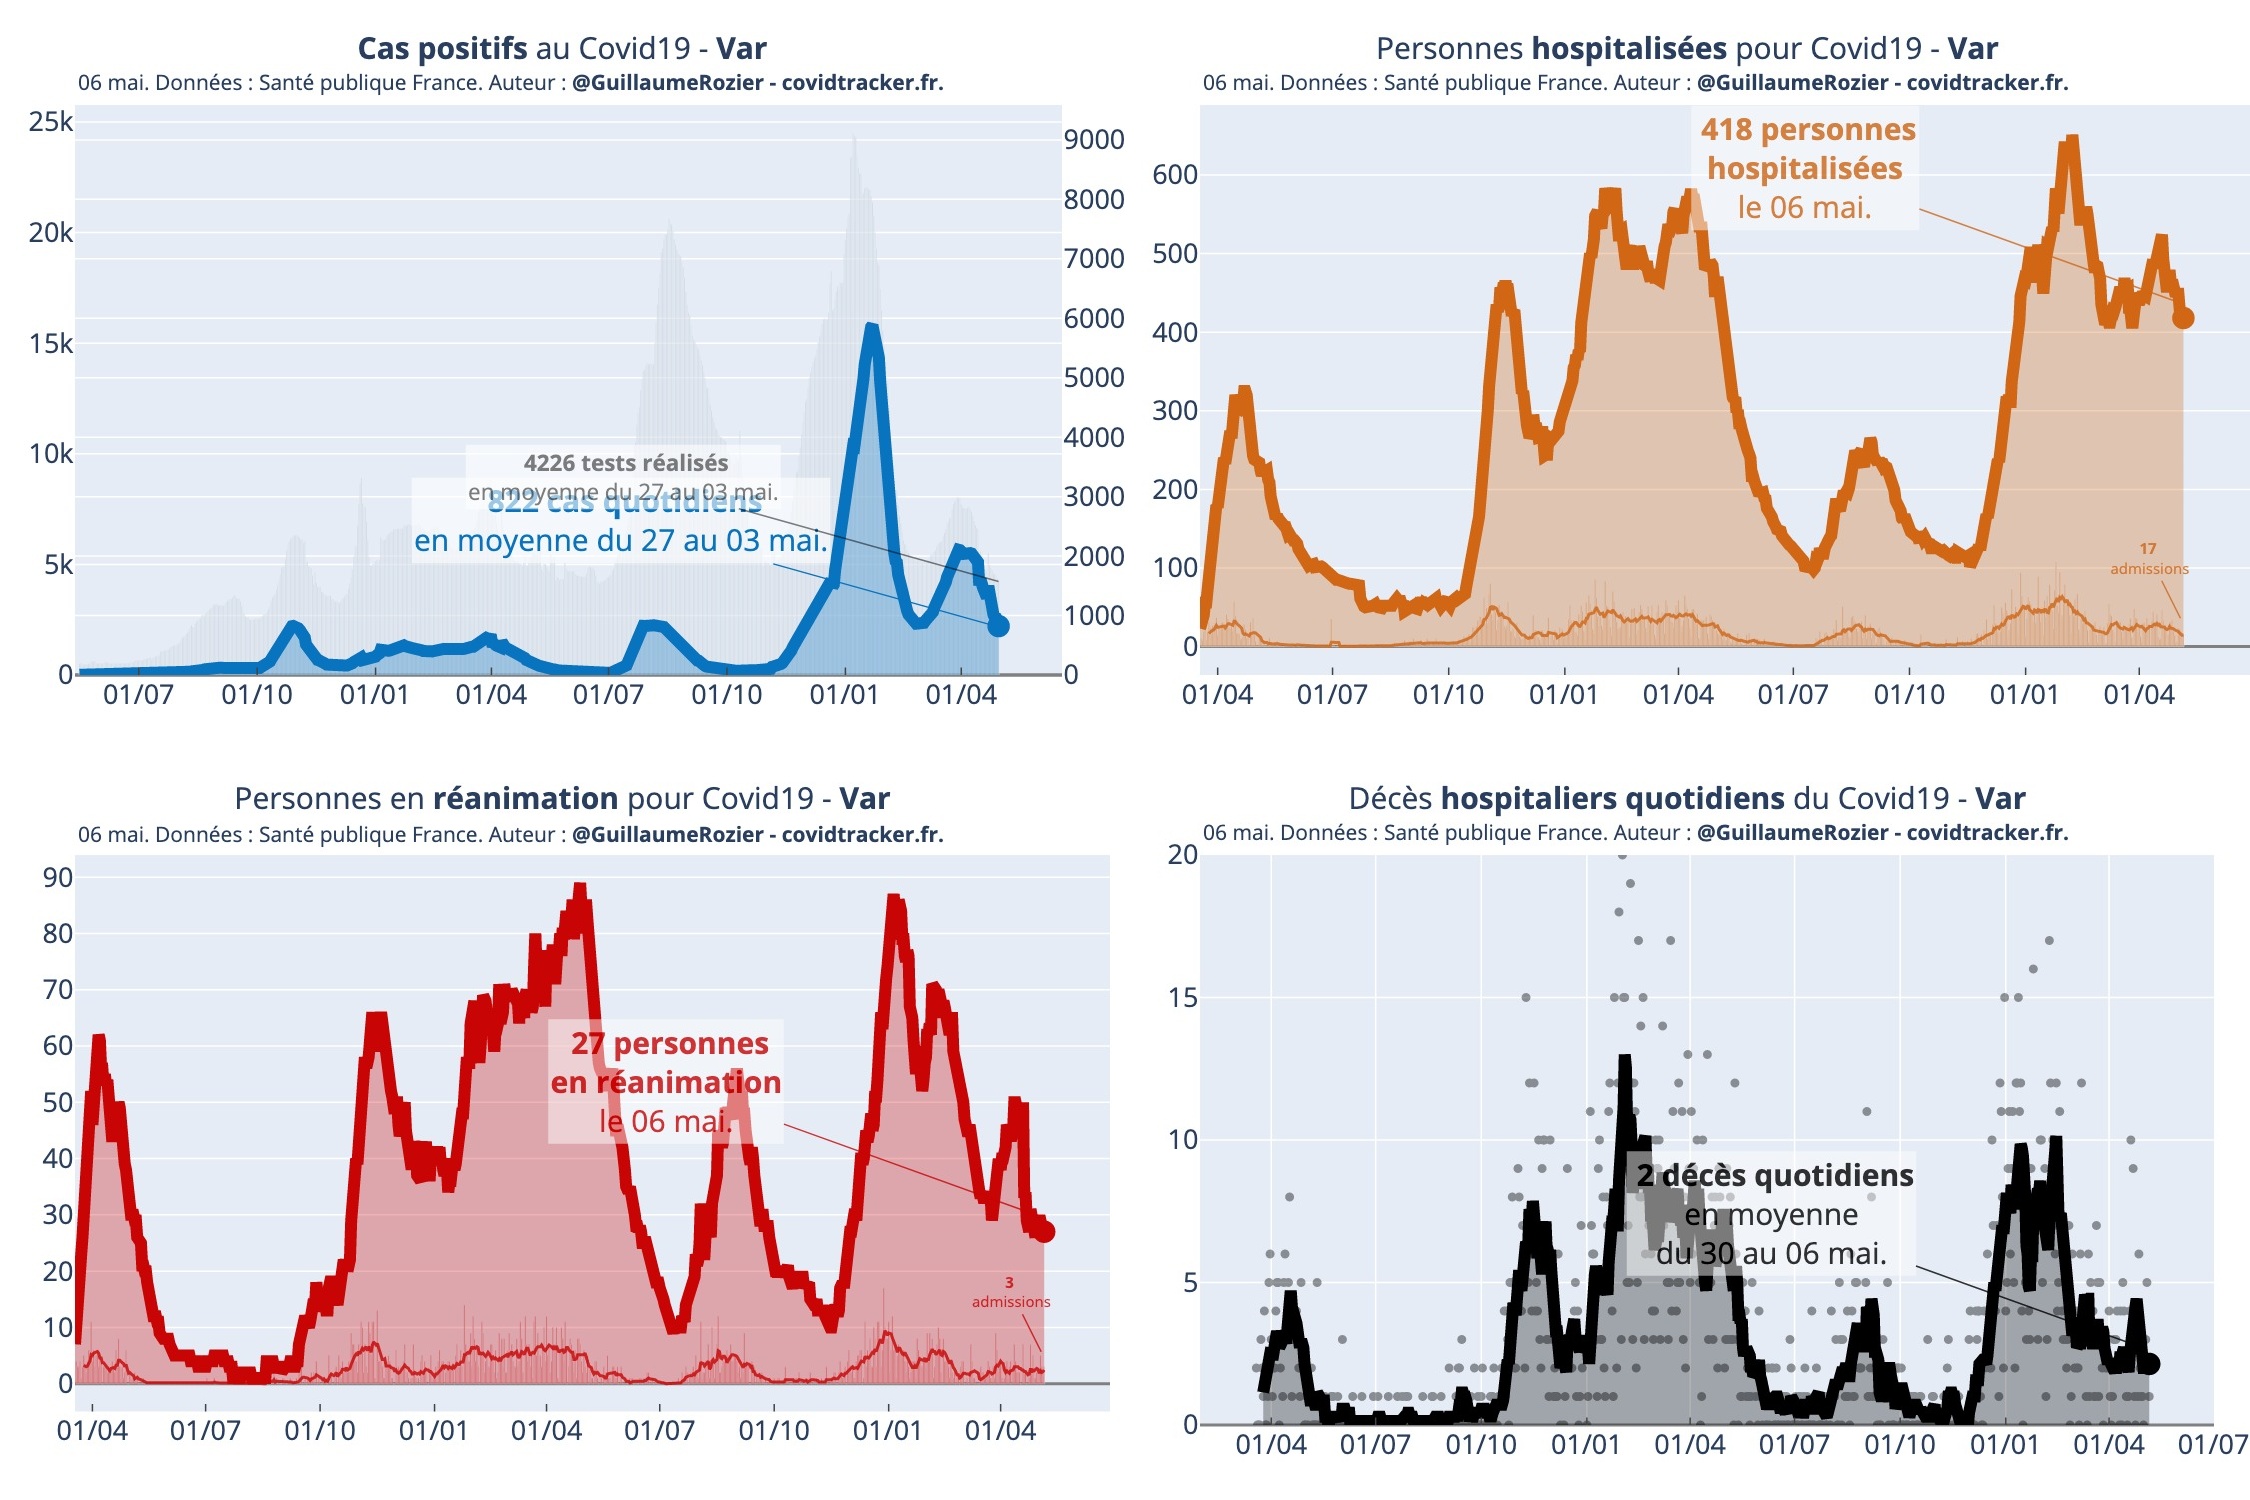 Cas positifs au Covid19 - Var
06 mai. Données : Santé publique France. Auteur : @GuillaumeRozier - covidtracker.fr.
25k
20k
15k
10k
5k
0
9000
8000
7000
6000
5000
4000
3000
2000
1000
0
4226 tests réalisés
en moyenne du 27 au 03 mai.
822 cas quotidiens
en moyenne du 27 au 03 mai.
01/07 01/10 01/01 01/04 01/07 01/10 01/01 01/04
Personnes hospitalisées pour Covid19 - Var
06 mai. Données : Santé publique France. Auteur : @GuillaumeRozier - covidtracker.fr.
418 personnes
hospitalisées
le 06 mai.
600
500
400
300
200
100
0
17
admissions
01/04 01/07 01/10 01/01 01/04 01/07 01/10 01/01 01/04
Personnes en réanimation pour Covid19 - Var
06 mai. Données : Santé publique France. Auteur : @GuillaumeRozier - covidtracker.fr.
90
80
70
60
50
40
30
20
10
0
27 personnes
en réanimation
le 06 mai.
3
admissions
01/04 01/07 01/10 01/01 01/04 01/07 01/10 01/01 01/04
Décès hospitaliers quotidiens du Covid19 - Var
06 mai. Données : Santé publique France. Auteur : @GuillaumeRozier - covidtracker.fr.
20
15
10
5
0
2 décès quotidiens
en moyenne
du 30 au 06 mai.
01/04 01/07 01/10 01/01 01/04 01/07 01/10 01/01 01/04 01/07